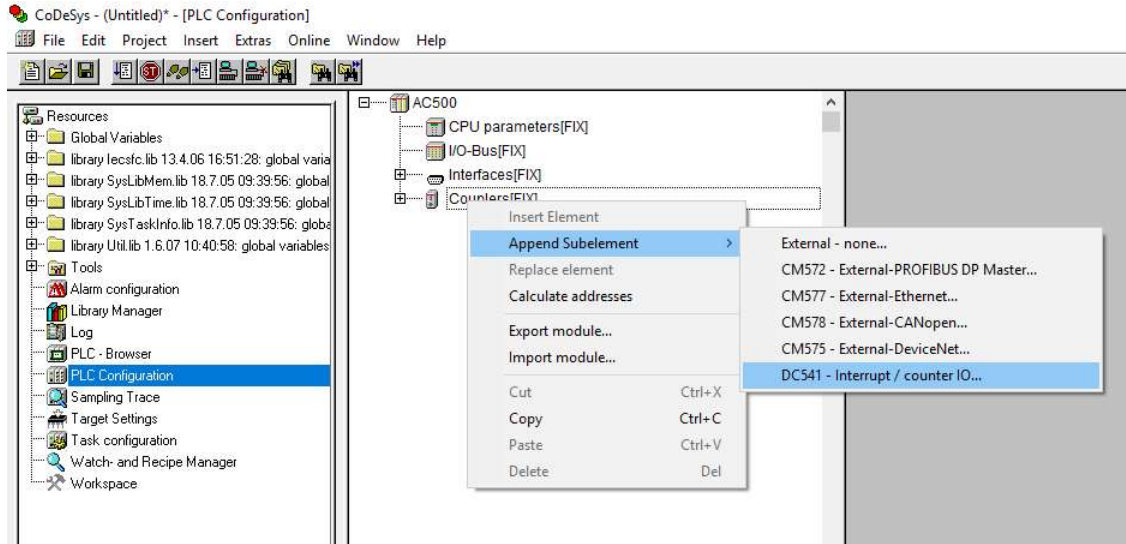 CoDeSys - (Untitled)* - [PLC Configuration]
File Edit Project Insert Extras Online Window Help
Resources
Global Variables
library Iecsfc.lib 13.4.06 16:51:28: global varia
library SysLibMem.lib 18.7.05 09:39:56: global
library SysLibTime.lib 18.7.05 09:39:56: global
library SysTaskInfo.lib 18.7.05 09:39:56: globa
library Util.lib 1.6.07 10:40:58: global variables
Tools
Alarm configuration
Library Manager
Log
PLC - Browser
PLC Configuration
Sampling Trace
Target Settings
Task configuration
Watch- and Recipe Manager
Workspace
AC500
CPU parameters[FIX]
I/O-Bus[FIX]
Interfaces[FIX]
Couplers[FIX]
Insert Element
Append Subelement
Replace element
Calculate addresses
Export module...
Import module...
Cut Ctrl+X
Copy Ctrl+C
Paste Ctrl+V
Delete Del
External - none...
CM572 - External-PROFIBUS DP Master...
CM577 - External-Ethernet...
CM578 - External-CANopen...
CM575 - External-DeviceNet...
DC541 - Interrupt / counter IO...